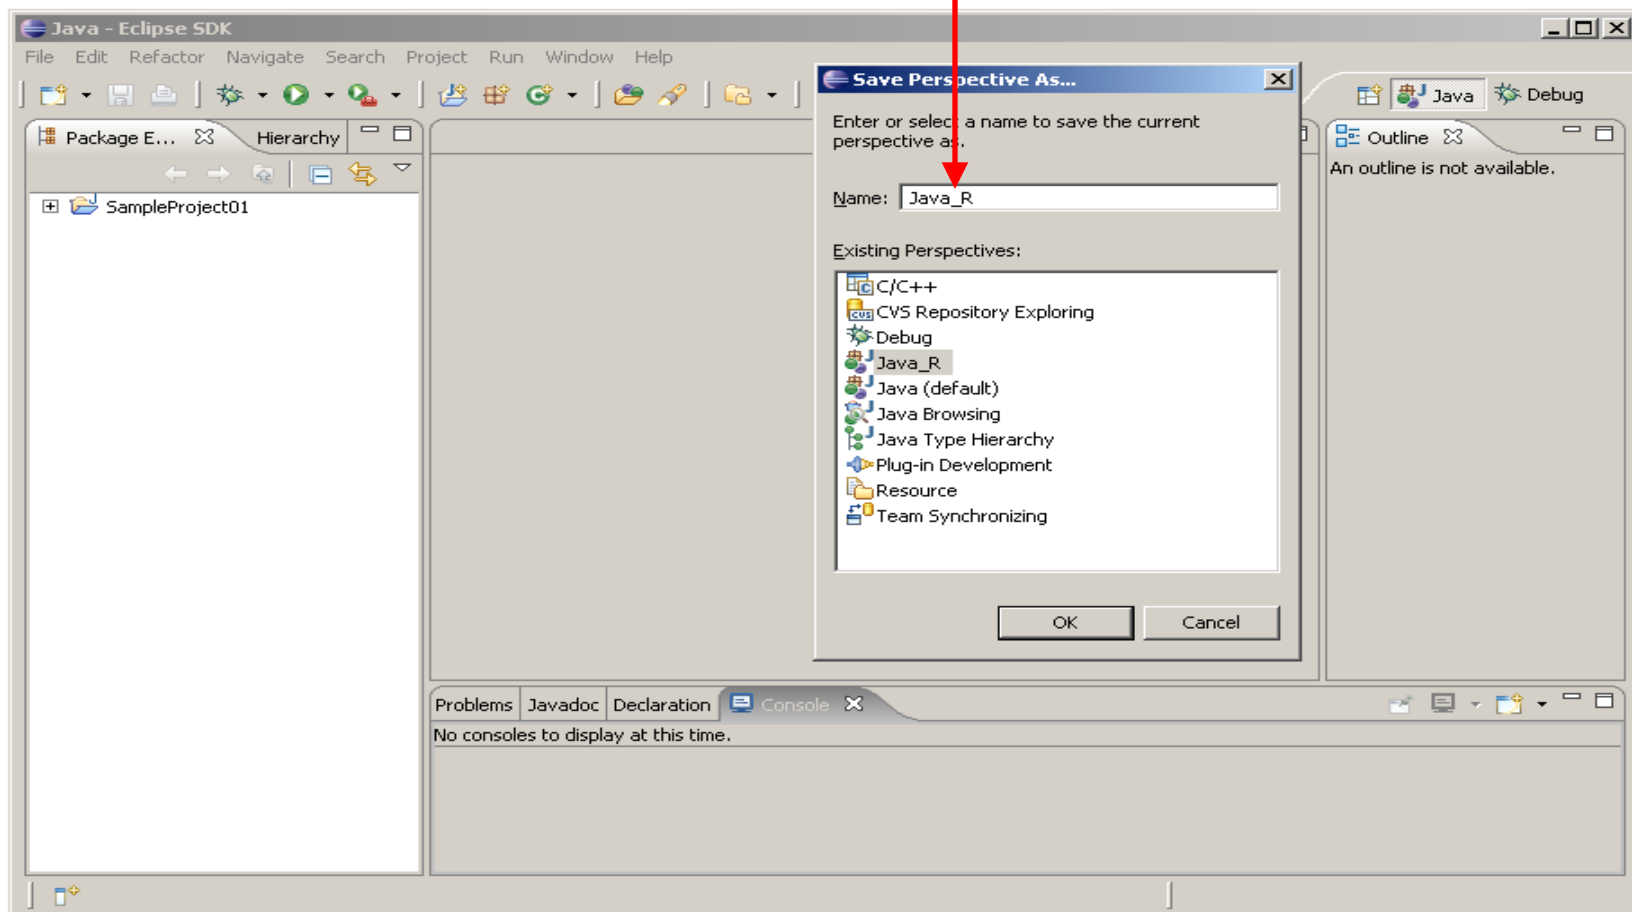 Java - Eclipse SDK
File Edit Refactor Navigate Search Project Run Window Help
Java Debug
Package E... Hierarchy
SampleProject01
Save Perspective As...
Enter or select a name to save the current
perspective as.
Name: Java_R
Existing Perspectives:
C/C++
CVS Repository Exploring
Debug
Java_R
Java (default)
Java Browsing
Java Type Hierarchy
Plug-in Development
Resource
Team Synchronizing
OK Cancel
Outline
An outline is not available.
Problems Javadoc Declaration Console
No consoles to display at this time.